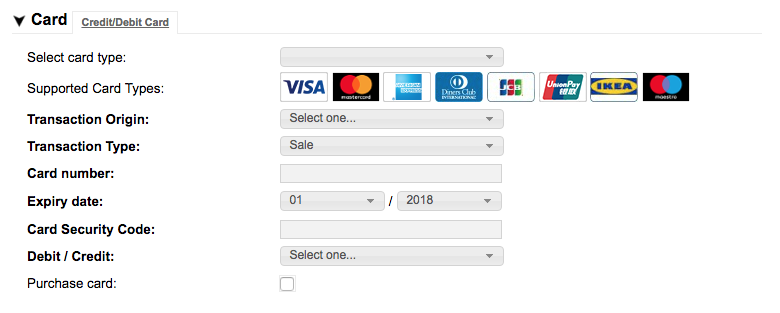 Card Credit/Debit Card
Select card type:
Supported Card Types: VISA mastercard AMERICAN EXPRESS Diners Club INTERNATIONAL JCB UnionPay 银联 IKEA maestro
Transaction Origin: Select one...
Transaction Type: Sale
Card number:
Expiry date: 01 / 2018
Card Security Code:
Debit / Credit: Select one...
Purchase card: